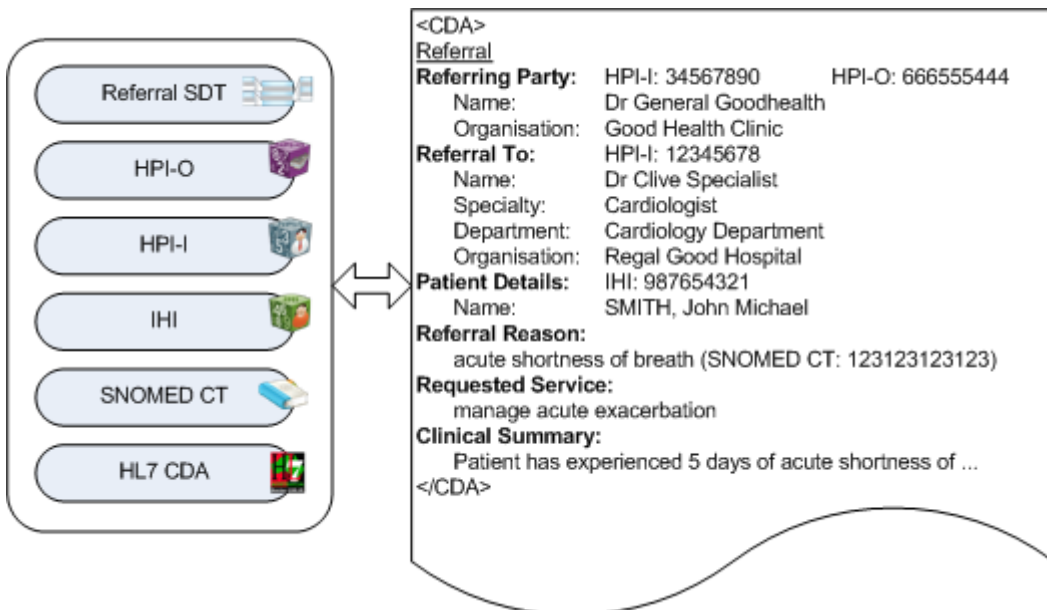 Referral SDT
HPI-O
HPI-I
IHI
SNOMED CT
HL7 CDA
<CDA>
Referral
Referring Party: HPI-I: 34567890 HPI-O: 666555444
Name: Dr General Goodhealth
Organisation: Good Health Clinic
Referral To: HPI-I: 12345678
Name: Dr Clive Specialist
Specialty: Cardiologist
Department: Cardiology Department
Organisation: Regal Good Hospital
Patient Details: IHI: 987654321
Name: SMITH, John Michael
Referral Reason:
acute shortness of breath (SNOMED CT: 123123123123)
Requested Service:
manage acute exacerbation
Clinical Summary:
Patient has experienced 5 days of acute shortness of ...
</CDA>